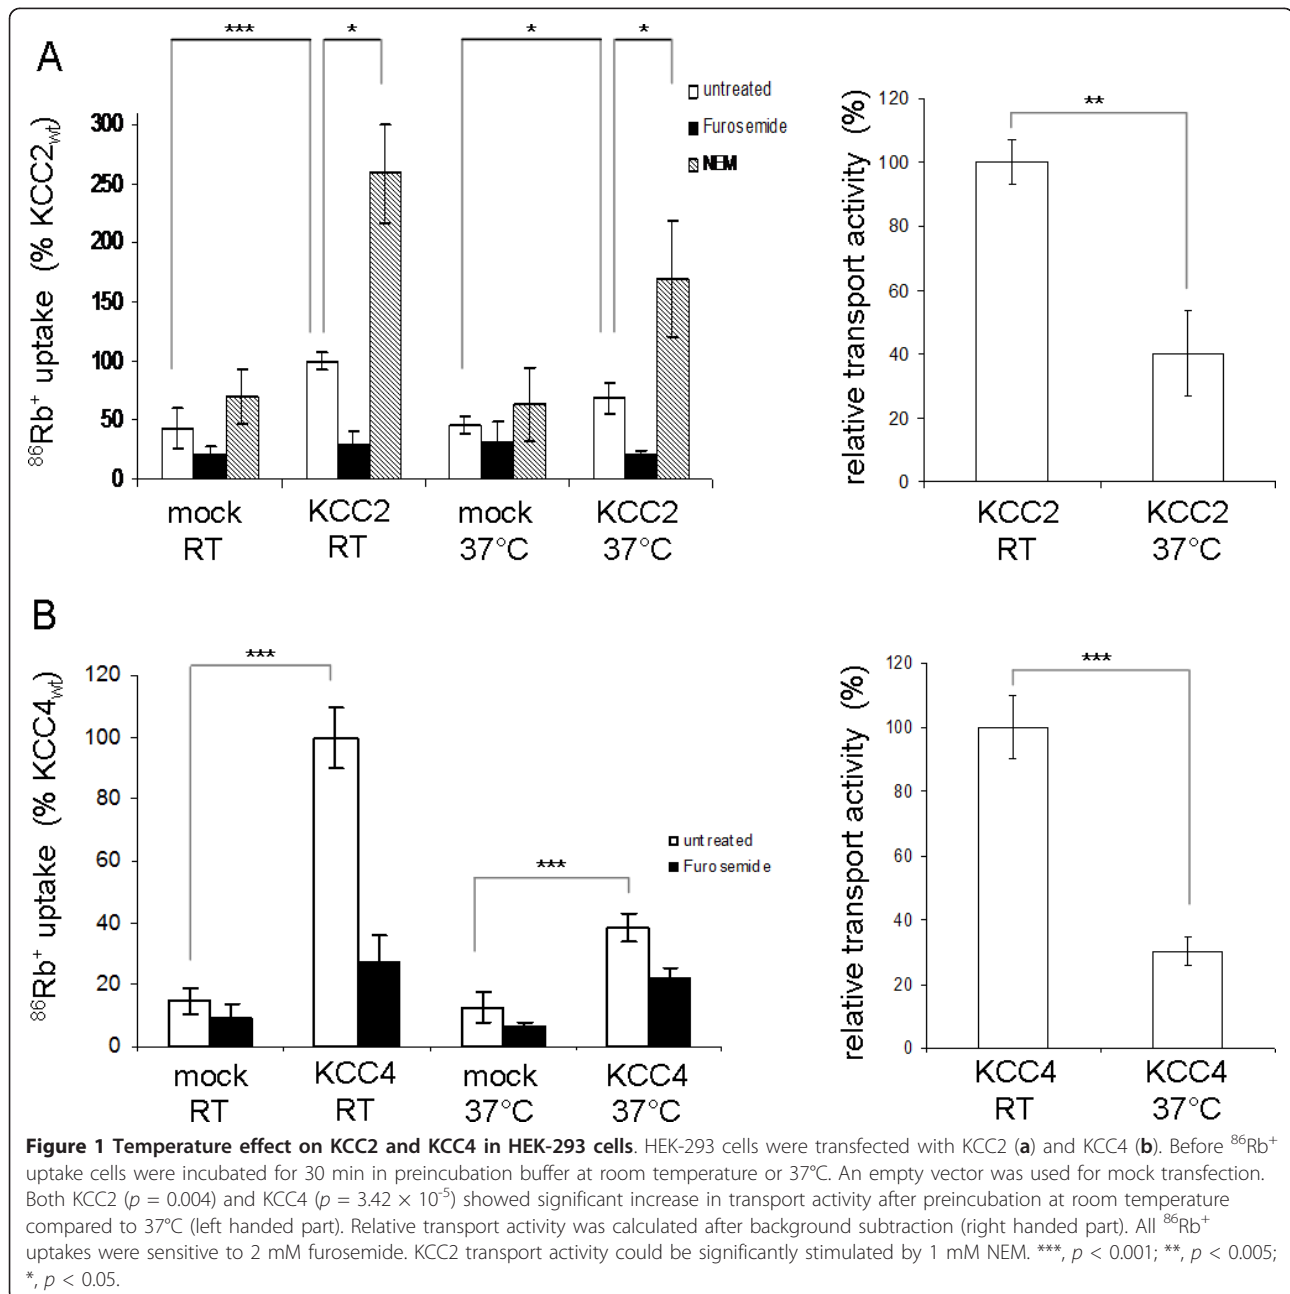 A
***
*
*
*
untreated
Furosemide
NEM
⁸⁶Rb⁺ uptake (% KCC2wt)
300
250
200
150
100
50
0
mock RT
KCC2 RT
mock 37°C
KCC2 37°C
**
relative transport activity (%)
120
100
80
60
40
20
0
KCC2 RT
KCC2 37°C
B
***
***
untreated
Furosemide
⁸⁶Rb⁺ uptake (% KCC4wt)
120
100
80
60
40
20
0
mock RT
KCC4 RT
mock 37°C
KCC4 37°C
***
relative transport activity (%)
120
100
80
60
40
20
0
KCC4 RT
KCC4 37°C
Figure 1 Temperature effect on KCC2 and KCC4 in HEK-293 cells. HEK-293 cells were transfected with KCC2 (a) and KCC4 (b). Before ⁸⁶Rb⁺
uptake cells were incubated for 30 min in preincubation buffer at room temperature or 37°C. An empty vector was used for mock transfection.
Both KCC2 (p = 0.004) and KCC4 (p = 3.42 × 10⁻⁵) showed significant increase in transport activity after preincubation at room temperature
compared to 37°C (left handed part). Relative transport activity was calculated after background subtraction (right handed part). All ⁸⁶Rb⁺
uptakes were sensitive to 2 mM furosemide. KCC2 transport activity could be significantly stimulated by 1 mM NEM. ***, p < 0.001; **, p < 0.005;
*, p < 0.05.